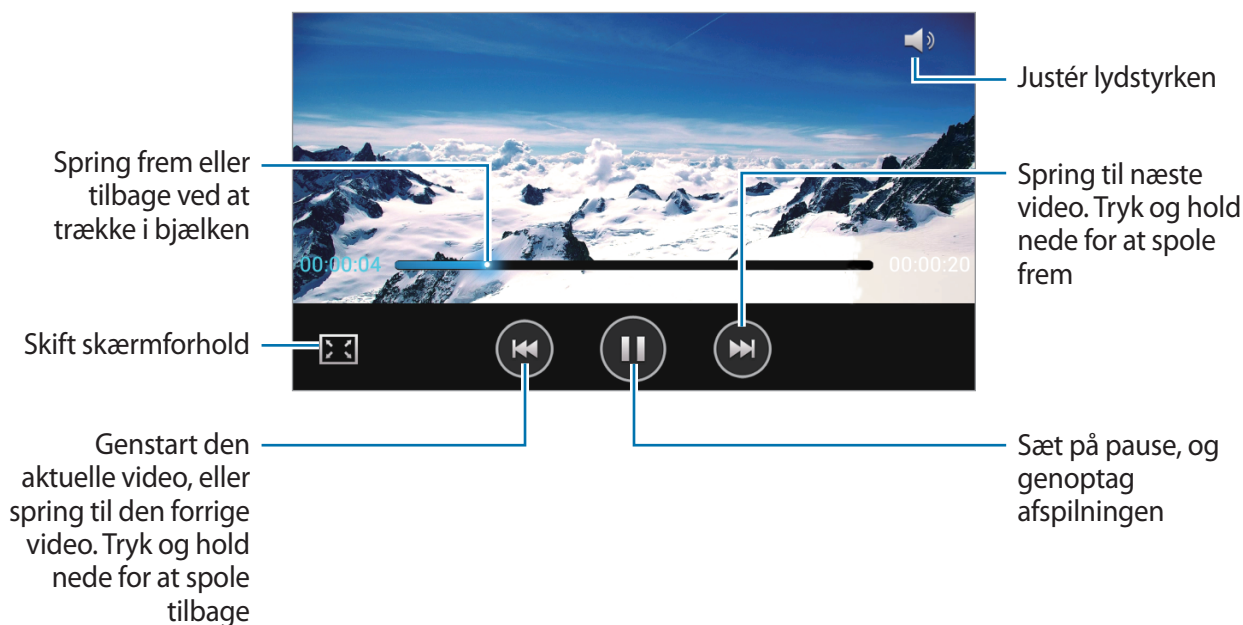 Justér lydstyrken
Spring frem eller
tilbage ved at
trække i bjælken
Spring til næste
video. Tryk og hold
nede for at spole
frem
00:00:04
00:00:20
Skift skærmforhold
Genstart den
aktuelle video, eller
spring til den forrige
video. Tryk og hold
nede for at spole
tilbage
Sæt på pause, og
genoptag
afspilningen